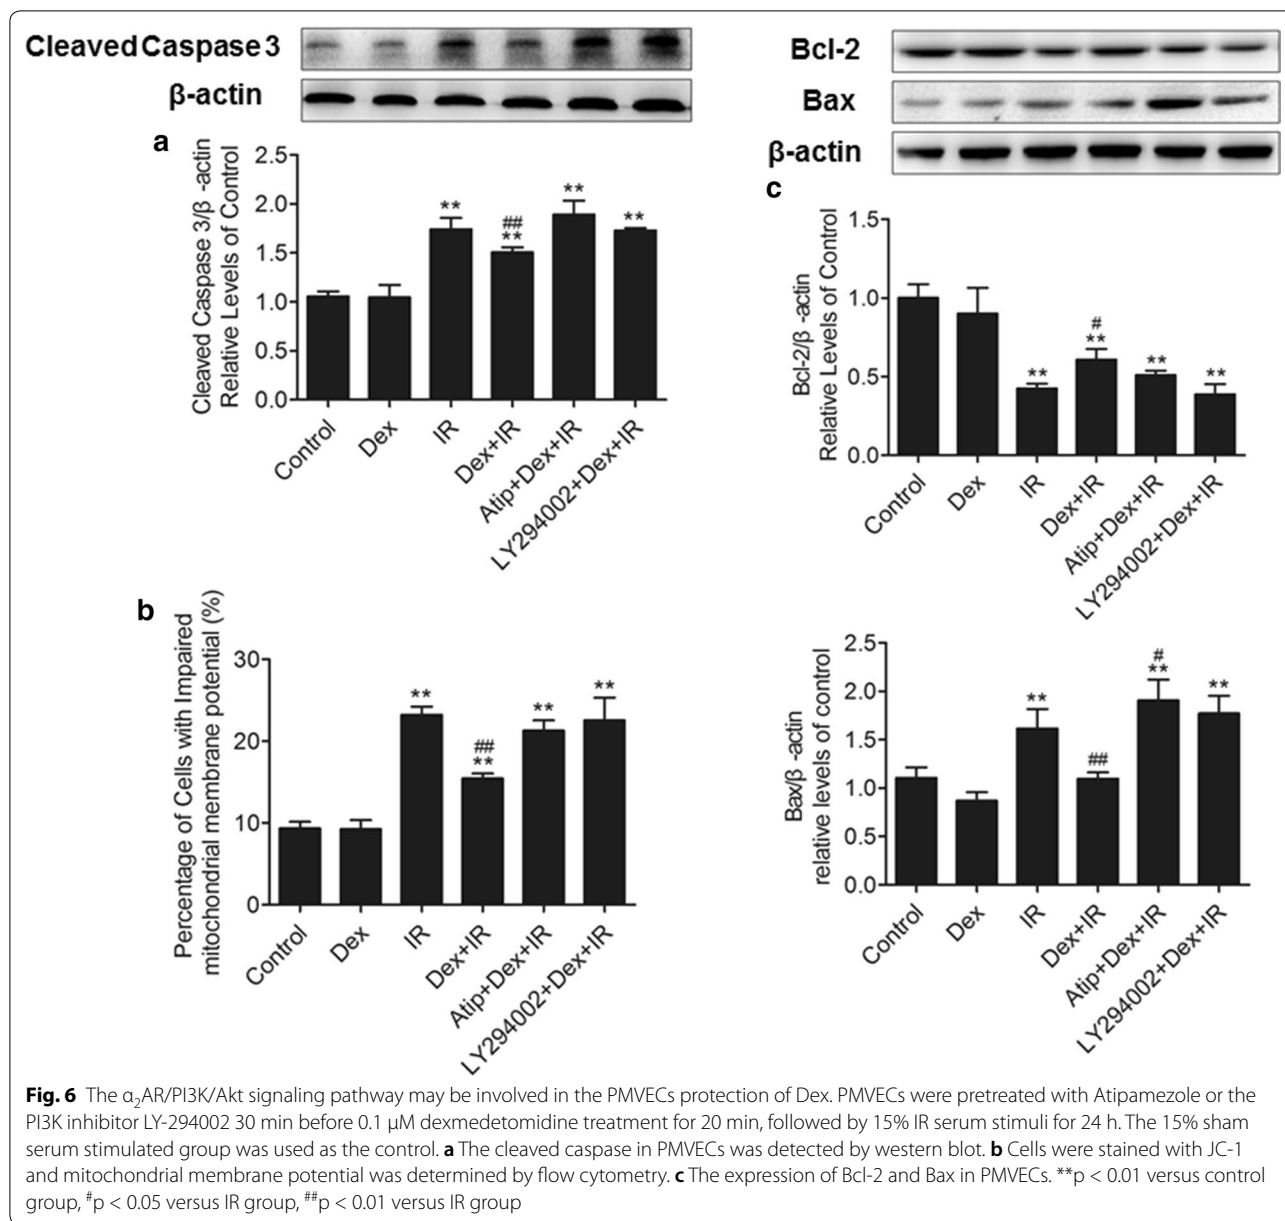 Cleaved Caspase 3
β-actin
a
Cleaved Caspase 3/β -actin
Relative Levels of Control
2.5
2.0
1.5
1.0
0.5
0.0
**
##
**
**
**
Control
Dex
IR
Dex+IR
Atip+Dex+IR
LY294002+Dex+IR
b
Percentage of Cells with Impaired
mitochondrial membrane potential (%)
30
20
10
0
**
##
**
**
**
Control
Dex
IR
Dex+IR
Atip+Dex+IR
LY294002+Dex+IR
Bcl-2
Bax
β-actin
c
Bcl-2/β -actin
Relative Levels of Control
1.5
1.0
0.5
0.0
**
#
**
**
**
Control
Dex
IR
Dex+IR
Atip+Dex+IR
LY294002+Dex+IR
Bax/β -actin
relative levels of control
2.5
2.0
1.5
1.0
0.5
0.0
**
##
#
**
**
Control
Dex
IR
Dex+IR
Atip+Dex+IR
LY294002+Dex+IR
Fig. 6 The α₂AR/PI3K/Akt signaling pathway may be involved in the PMVECs protection of Dex. PMVECs were pretreated with Atipamezole or the
PI3K inhibitor LY-294002 30 min before 0.1 μM dexmedetomidine treatment for 20 min, followed by 15% IR serum stimuli for 24 h. The 15% sham
serum stimulated group was used as the control. a The cleaved caspase in PMVECs was detected by western blot. b Cells were stained with JC-1
and mitochondrial membrane potential was determined by flow cytometry. c The expression of Bcl-2 and Bax in PMVECs. **p < 0.01 versus control
group, #p < 0.05 versus IR group, ##p < 0.01 versus IR group